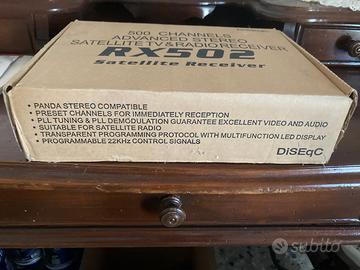 500 CHANNELS
ADVANCED STEREO
SATELLITE TV & RADIO RECEIVER
RX502
Satellite Receiver
• PANDA STEREO COMPATIBLE
• PRESET CHANNELS FOR IMMEDIATELY RECEPTION
• PLL TUNING & PLL DEMODULATION GUARANTEE EXCELLENT VIDEO AND AUDIO
• SUITABLE FOR SATELLITE RADIO
• TRANSPARENT PROGRAMMING PROTOCOL WITH MULTIFUNCTION LED DISPLAY
• PROGRAMMABLE 22KHz CONTROL SIGNALS
DiSEqC
subito